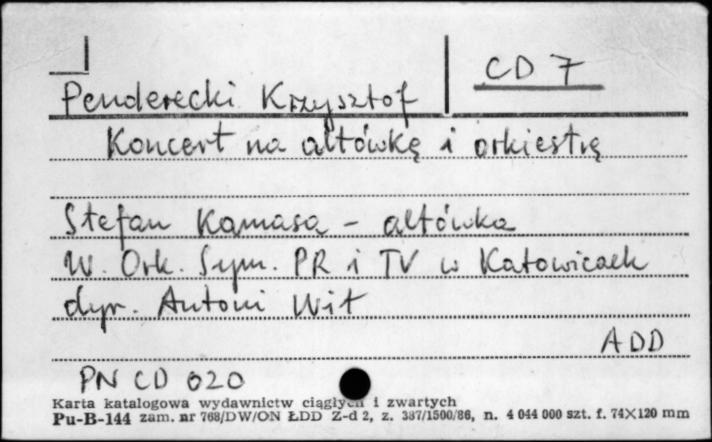 CD 7
Penderecki Krzysztof
Koncert na altówkę i orkiestrę
Stefan Kamasa - altówka
W. Ork. Sym. PR i TV w Katowicach
dyr. Antoni Wit
ADD
PN CD 020
Karta katalogowa wydawnictw ciągłych i zwartych
Pu-B-144 zam. nr 768/DW/ON ŁDD Z-d 2, z. 387/1500/86, n. 4 044 000 szt. f. 74X120 mm